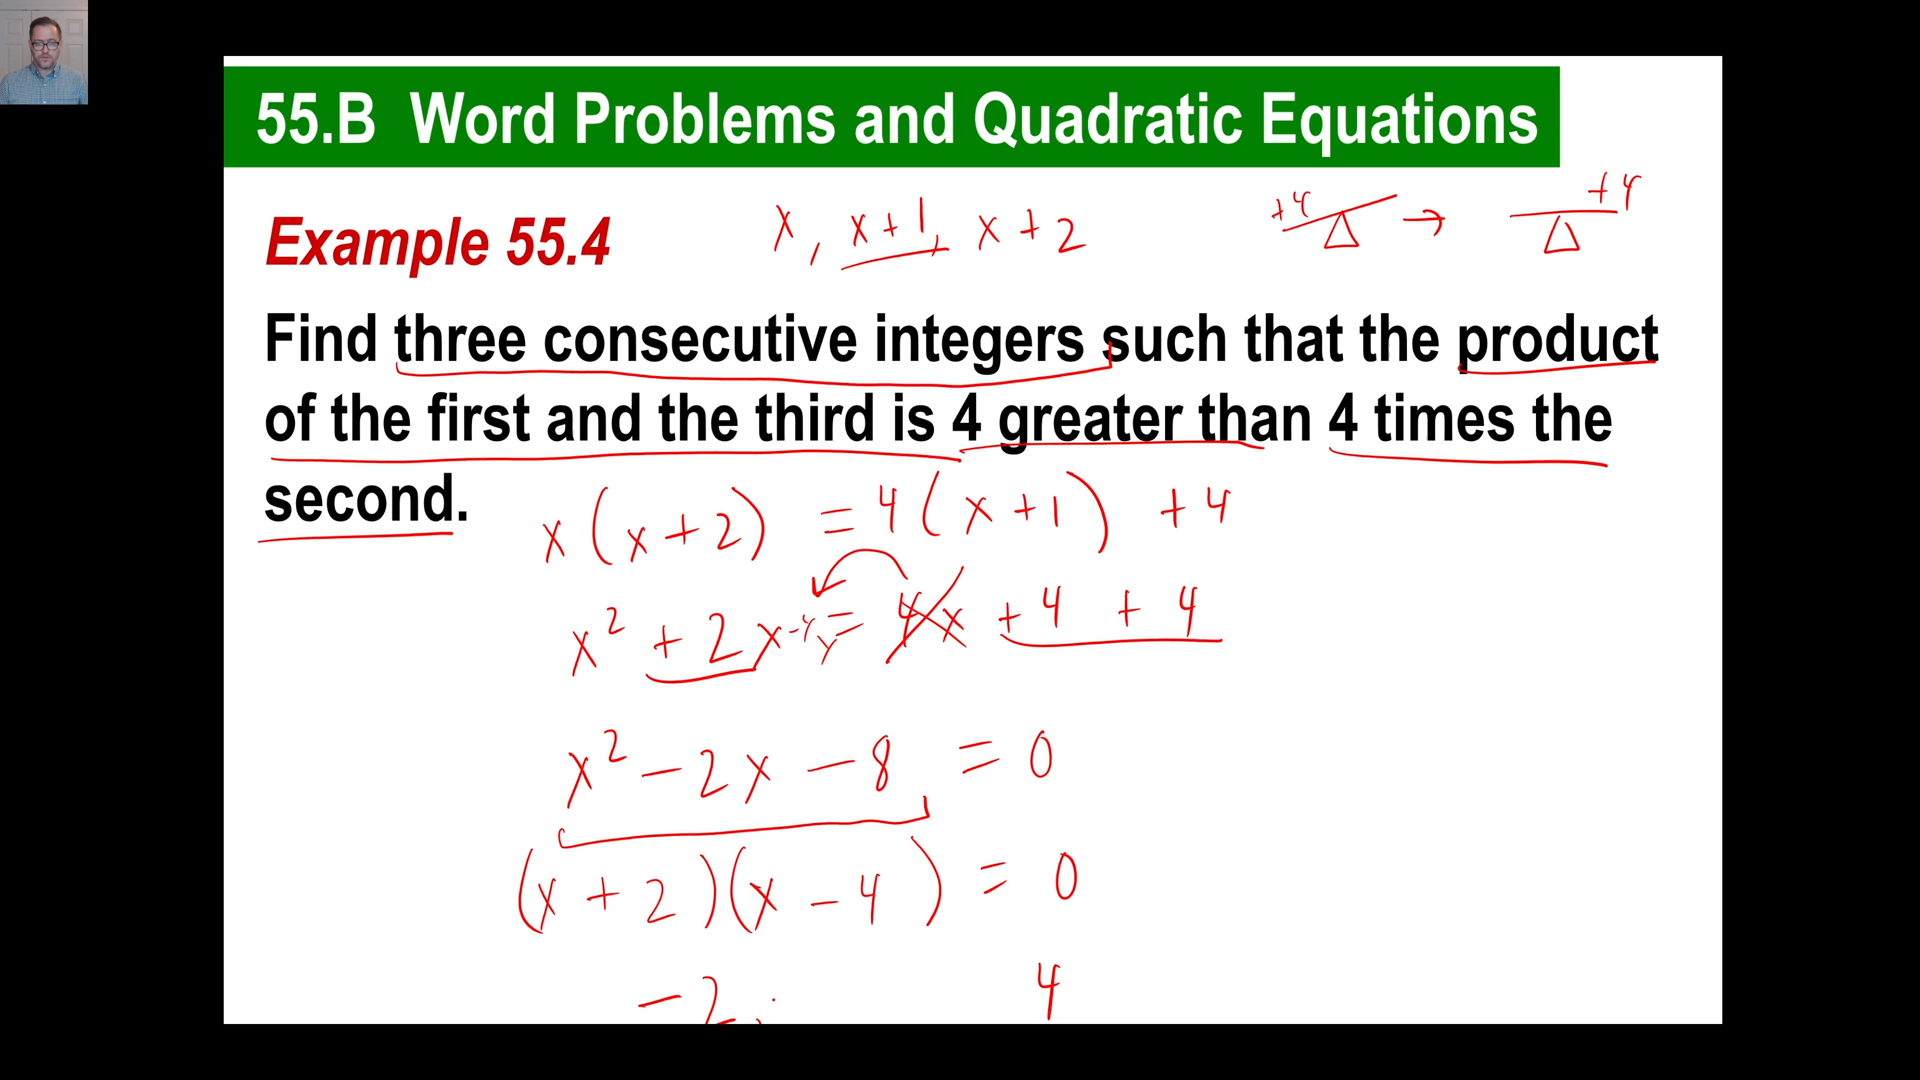 55.B Word Problems and Quadratic Equations
Example 55.4
x, x+1, x+2
+4 → +4
Find three consecutive integers such that the product
of the first and the third is 4 greater than 4 times the
second.
x(x+2) = 4(x+1) +4
x² + 2x -4x = 4x +4 + 4
x² - 2x - 8 = 0
(x + 2)(x - 4) = 0
-2, 4